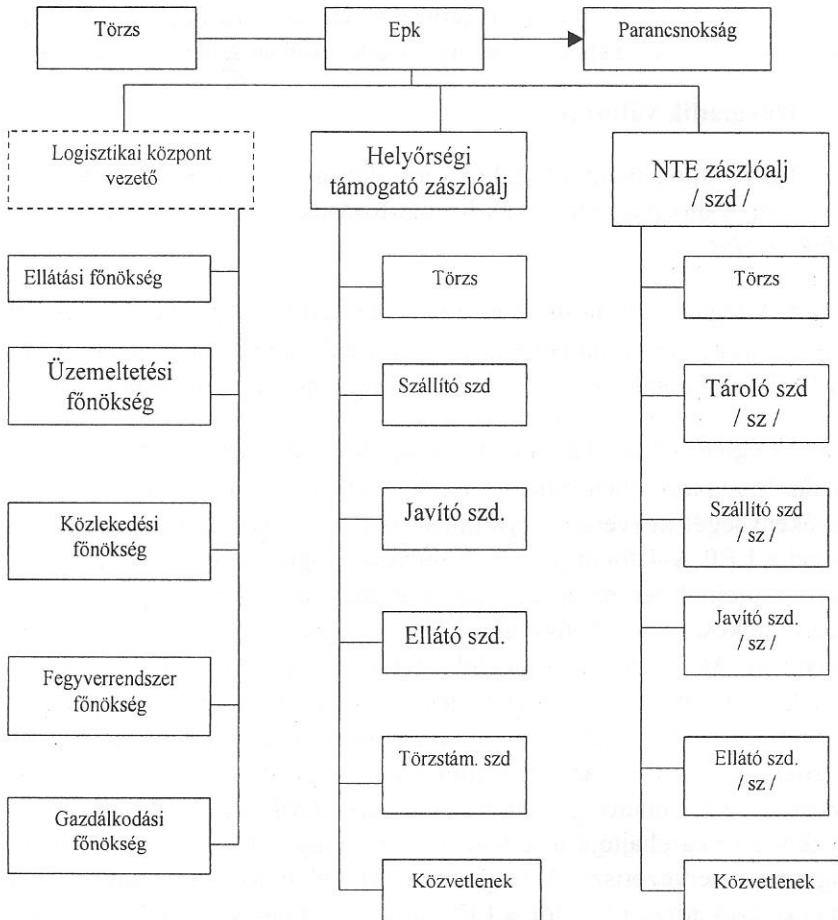 Törzs
Epk
Parancsnokság
Logisztikai központ
vezető
Helyőrségi
támogató zászlóalj
NTE zászlóalj
/ szd /
Ellátási főnökség
Üzemeltetési
főnökség
Közlekedési
főnökség
Fegyverrendszer
főnökség
Gazdálkodási
főnökség
Törzs
Szállító szd
Javító szd.
Ellátó szd.
Törzstám. szd
Közvetlenek
Törzs
Tároló szd
/ sz /
Szállító szd
/ sz /
Javító szd.
/ sz /
Ellátó szd.
/ sz /
Közvetlenek